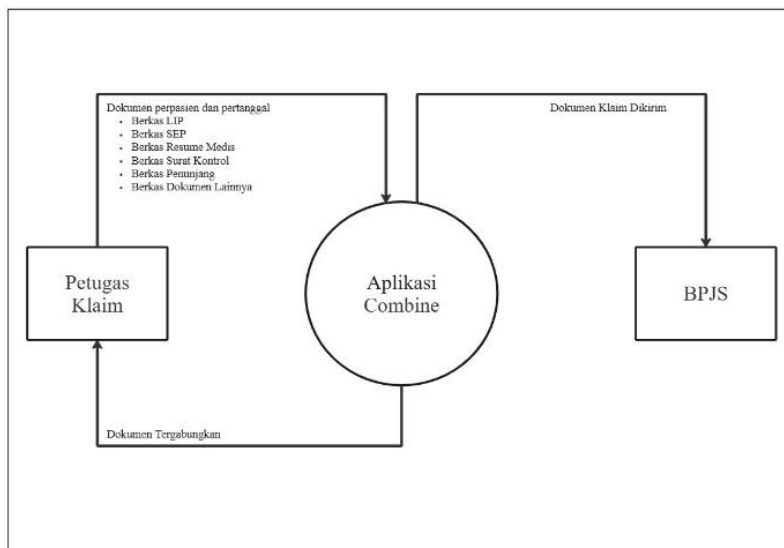 Dokumen perpasien dan pertanggal
• Berkas LIP
• Berkas SEP
• Berkas Resume Medis
• Berkas Surat Kontrol
• Berkas Penunjang
• Berkas Dokumen Lainnya
Dokumen Klaim Dikirim
Petugas
Klaim
Aplikasi
Combine
BPJS
Dokumen Tergabungkan